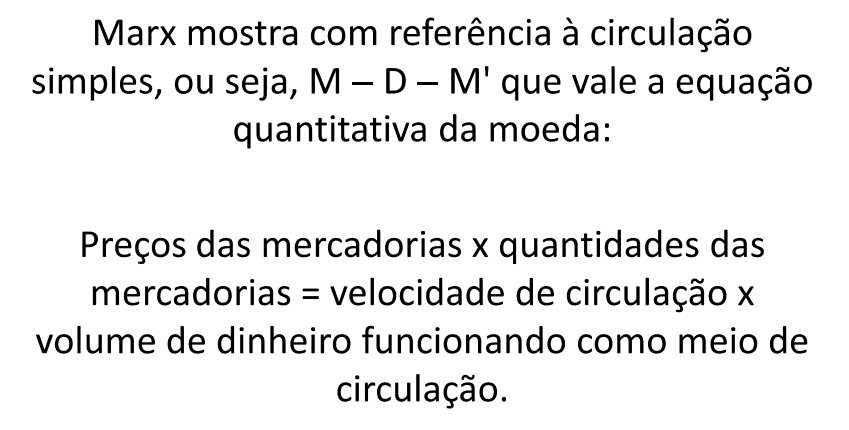 Marx mostra com referência à circulação
simples, ou seja, M – D – M' que vale a equação
quantitativa da moeda:
Preços das mercadorias x quantidades das
mercadorias = velocidade de circulação x
volume de dinheiro funcionando como meio de
circulação.